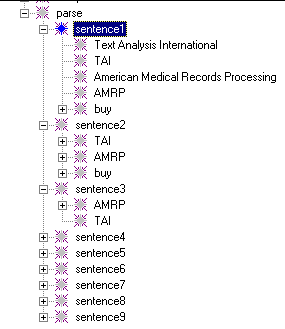 parse
sentence1
Text Analysis International
TAI
American Medical Records Processing
AMRP
buy
sentence2
TAI
AMRP
buy
sentence3
AMRP
TAI
sentence4
sentence5
sentence6
sentence7
sentence8
sentence9